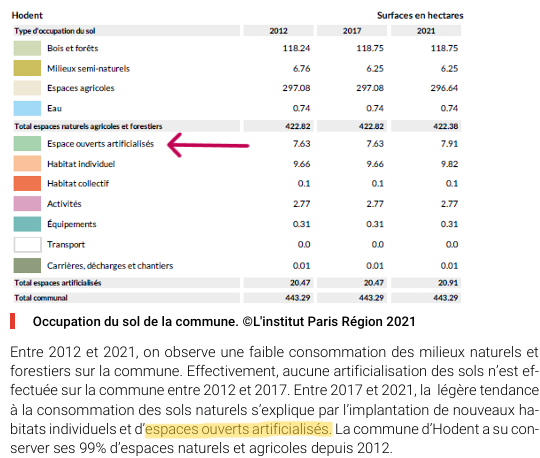 Hodent Surfaces en hectares
Type d'occupation du sol 2012 2017 2021
Bois et forêts 118.24 118.75 118.75
Milieux semi-naturels 6.76 6.25 6.25
Espaces agricoles 297.08 297.08 296.64
Eau 0.74 0.74 0.74
Total espaces naturels agricoles et forestiers 422.82 422.82 422.38
Espace ouverts artificialisés 7.63 7.63 7.91
Habitat individuel 9.66 9.66 9.82
Habitat collectif 0.1 0.1 0.1
Activités 2.77 2.77 2.77
Équipements 0.31 0.31 0.31
Transport 0.0 0.0 0.0
Carrières, décharges et chantiers 0.01 0.01 0.01
Total espaces artificialisés 20.47 20.47 20.91
Total communal 443.29 443.29 443.29
Occupation du sol de la commune. ©L'institut Paris Région 2021
Entre 2012 et 2021, on observe une faible consommation des milieux naturels et
forestiers sur la commune. Effectivement, aucune artificialisation des sols n'est ef-
fectuée sur la commune entre 2012 et 2017. Entre 2017 et 2021, la légère tendance
à la consommation des sols naturels s'explique par l'implantation de nouveaux ha-
bitats individuels et d'espaces ouverts artificialisés. La commune d'Hodent a su con-
server ses 99% d'espaces naturels et agricoles depuis 2012.